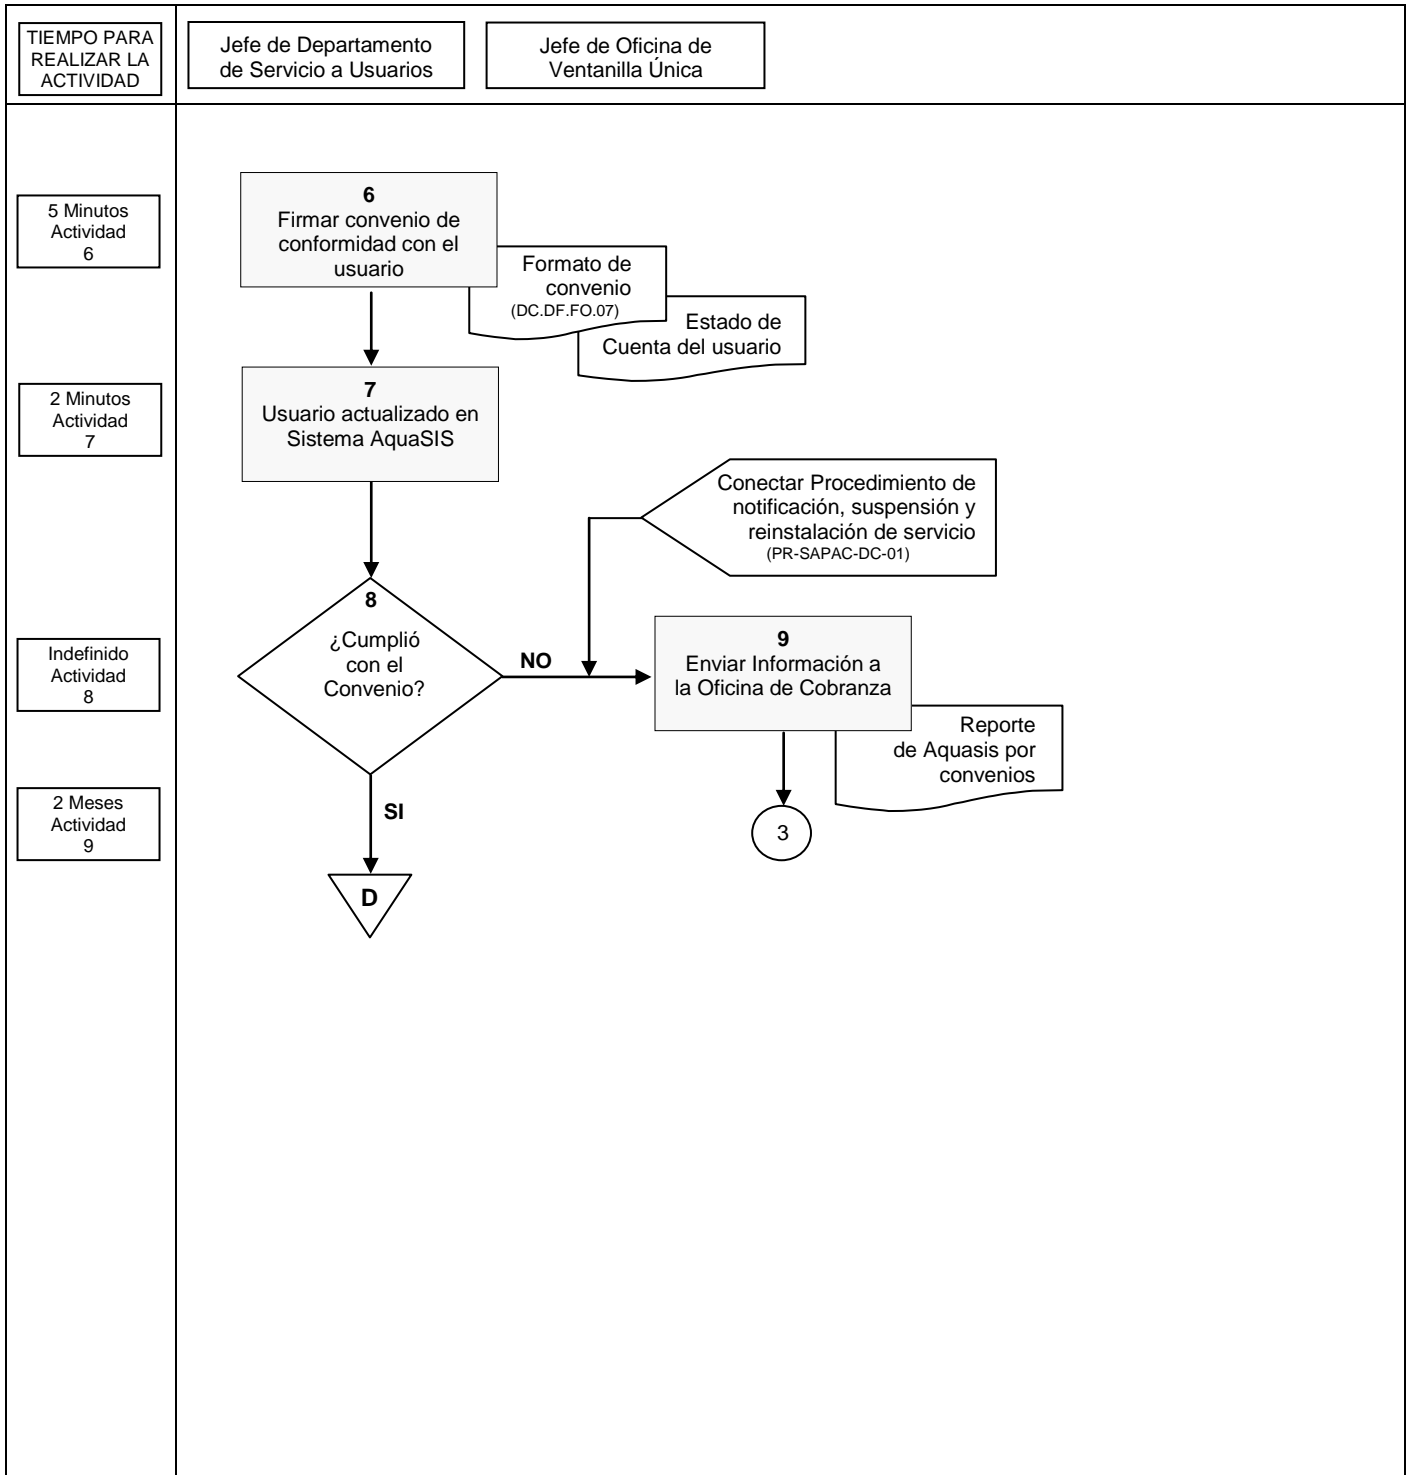 TIEMPO PARA
REALIZAR LA
ACTIVIDAD
Jefe de Departamento
de Servicio a Usuarios
Jefe de Oficina de
Ventanilla Única
5 Minutos
Actividad
6
6
Firmar convenio de
conformidad con el
usuario
Formato de
convenio
(DC.DF.FO.07)
Estado de
Cuenta del usuario
2 Minutos
Actividad
7
7
Usuario actualizado en
Sistema AquaSIS
Conectar Procedimiento de
notificación, suspensión y
reinstalación de servicio
(PR-SAPAC-DC-01)
Indefinido
Actividad
8
8
¿Cumplió
con el
Convenio?
NO
9
Enviar Información a
la Oficina de Cobranza
Reporte
de Aquasis por
convenios
2 Meses
Actividad
9
SI
3
D